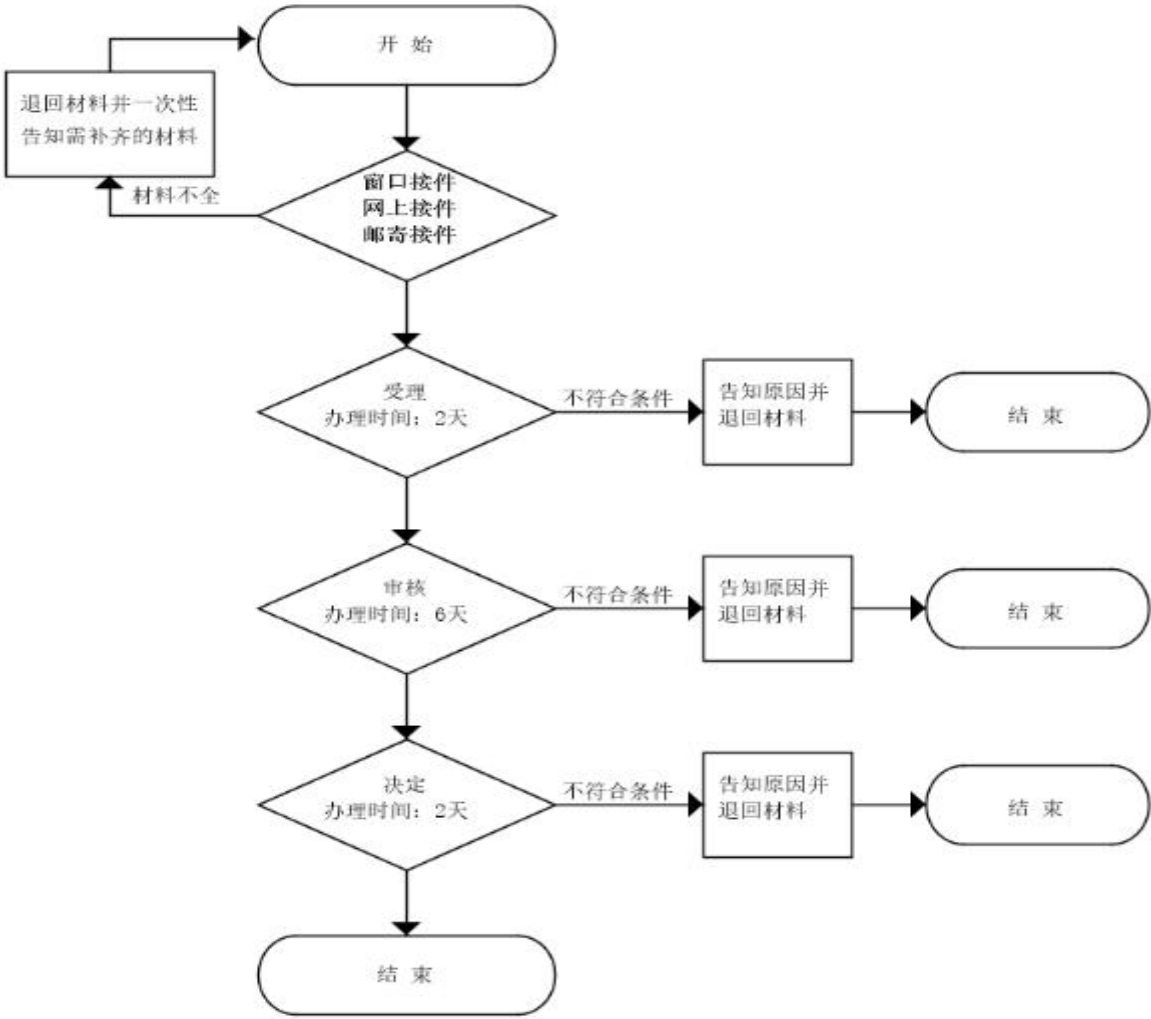 开 始
退回材料并一次性
告知需补齐的材料
材料不全
窗口接件
网上接件
邮寄接件
受理
办理时间：2天
不符合条件
告知原因并
退回材料
结 束
审核
办理时间：6天
不符合条件
告知原因并
退回材料
结 束
决定
办理时间：2天
不符合条件
告知原因并
退回材料
结 束
结 束